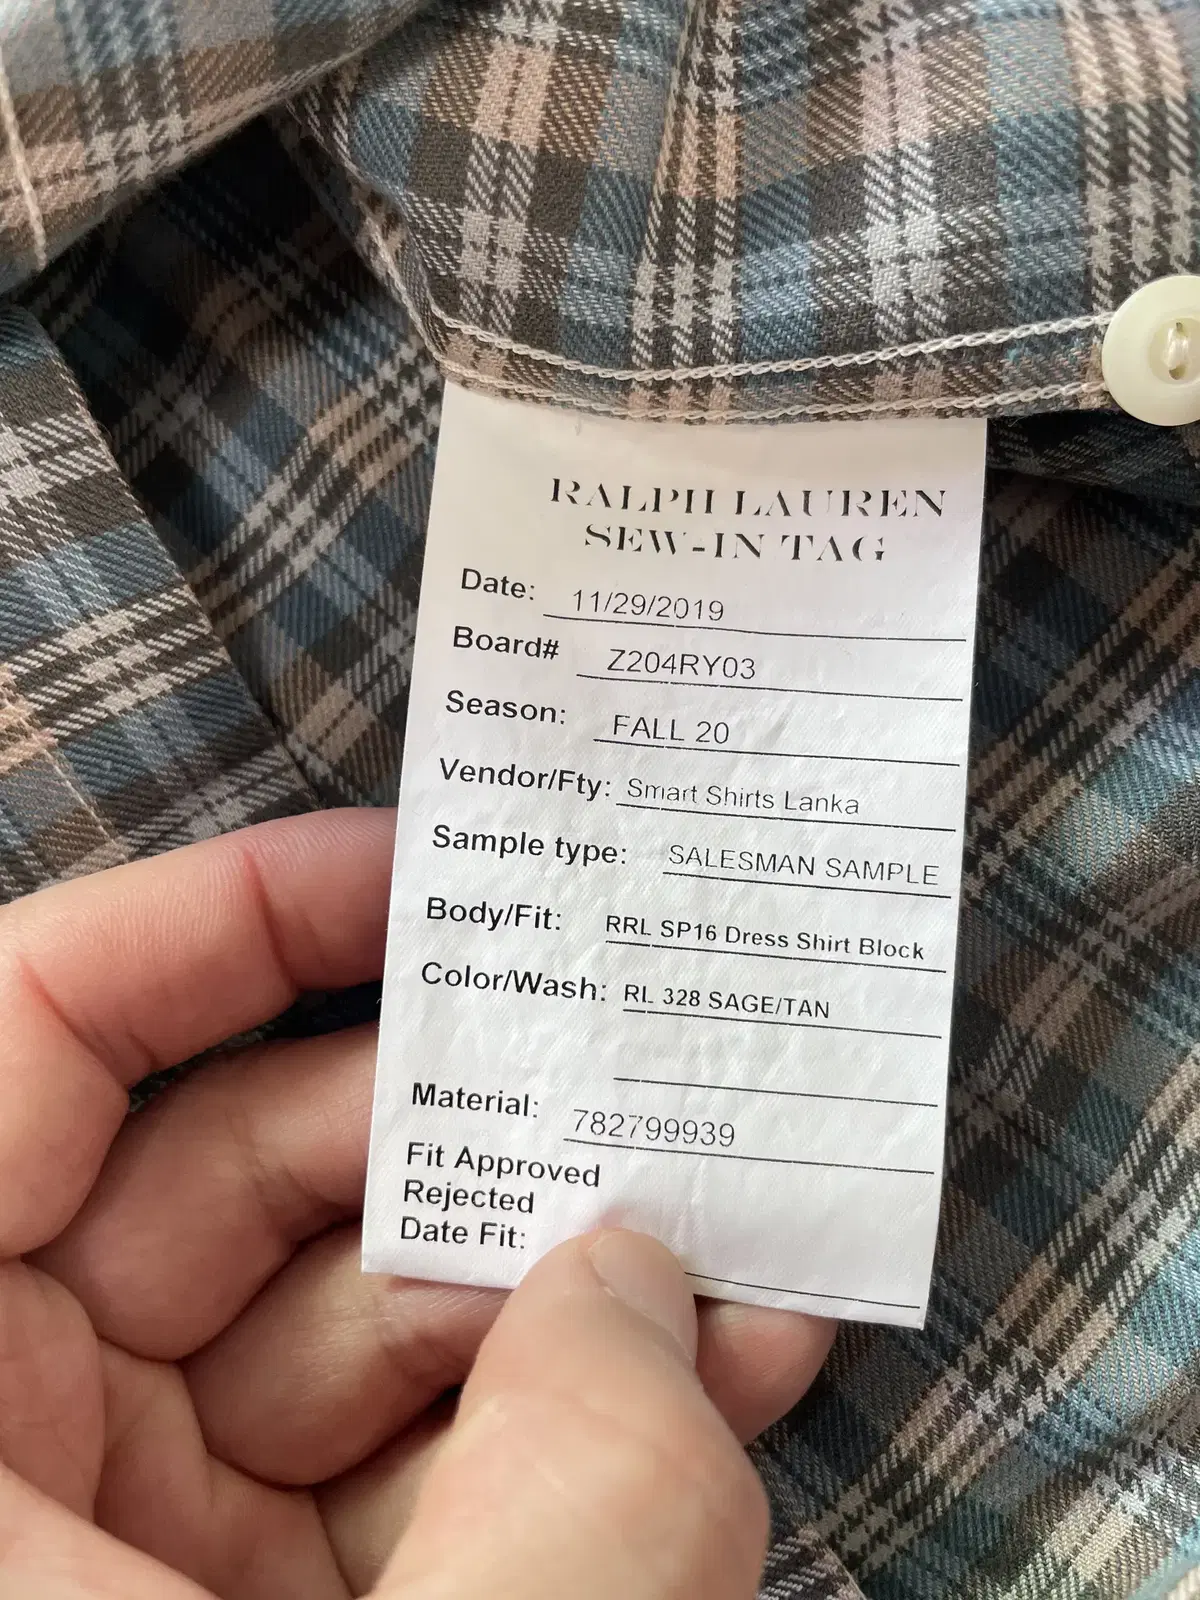 RALPH LAUREN
SEW-IN TAG
Date: 11/29/2019
Board# Z204RY03
Season: FALL 20
Vendor/Fty: Smart Shirts Lanka
Sample type: SALESMAN SAMPLE
Body/Fit: RRL SP16 Dress Shirt Block
Color/Wash: RL 328 SAGE/TAN
Material: 782799939
Fit Approved
Rejected
Date Fit: